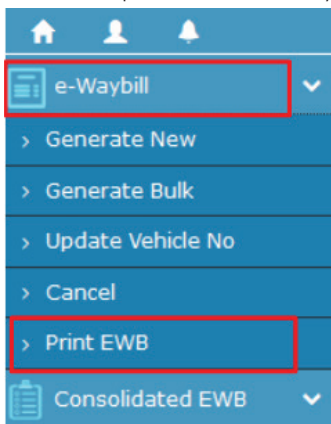 e-Waybill
Generate New
Generate Bulk
Update Vehicle No
Cancel
Print EWB
Consolidated EWB